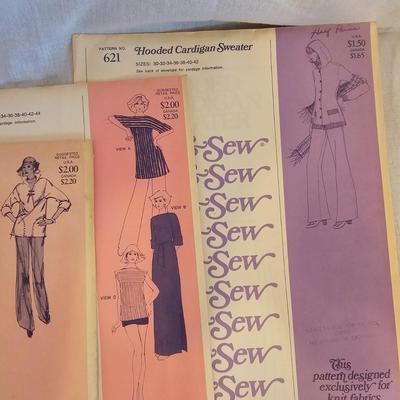 PATTERN NO.
621
Hooded Cardigan Sweater
SIZES: 30-32-34-36-38-40-42
See back of envelope for yardage information.
Half Price
U.S.A.
$1.50
CANADA
$1.65
34-36-38-40-42-44
yardage information.
SUGGESTED
RETAIL PRICE
U.S.A.
$2.00
CANADA
$2.20
VIEW A
VIEW B
VIEW C
SUGGESTED
RETAIL PRICE
U.S.A.
$2.00
CANADA
$2.20
Sew®
Sew
Sew
Sew
Sew
Sew
Sew
Sew
Sew
This
pattern designed
exclusively for
knit fabrics